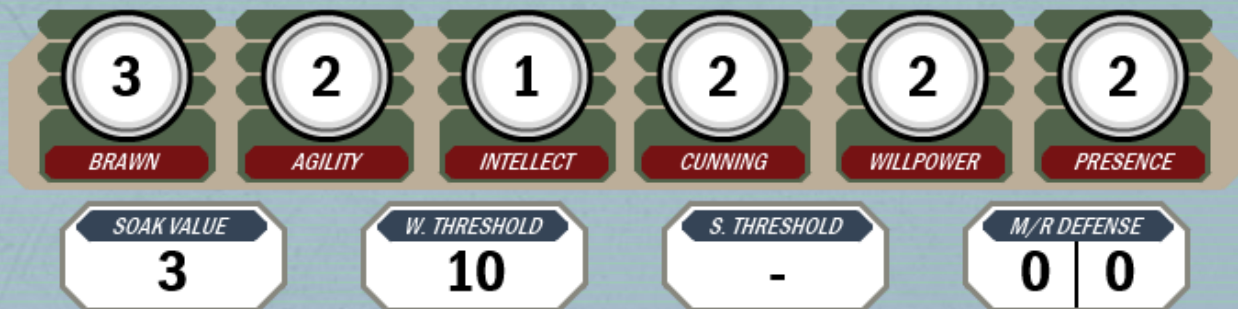 3 2 1 2 2 2
BRAWN AGILITY INTELLECT CUNNING WILLPOWER PRESENCE
SOAK VALUE W. THRESHOLD S. THRESHOLD M/R DEFENSE
3 10 - 0 0